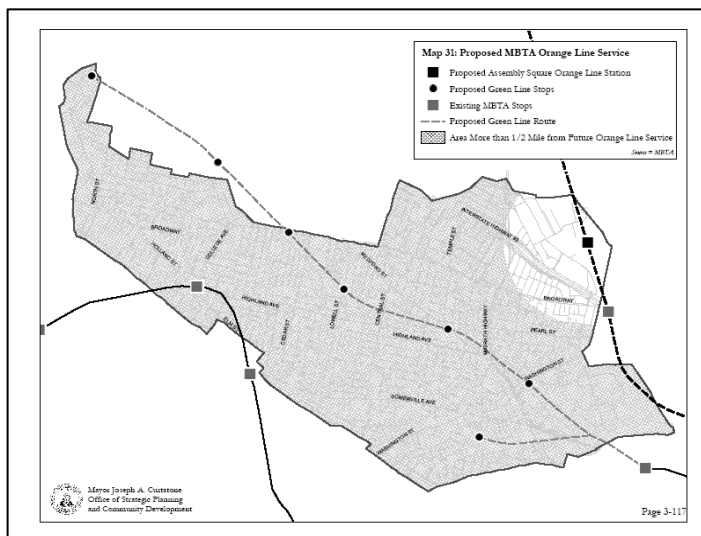 Map 31: Proposed MBTA Orange Line Service
Proposed Assembly Square Orange Line Station
Proposed Green Line Stops
Existing MBTA Stops
Proposed Green Line Route
Area More than 1/2 Mile from Future Orange Line Service
Source = MBTA
NORTH ST
BROADWAY
HOLLAND ST
COLLEGE AVE
HIGHLAND AVE
ELM ST
CEDAR ST
LOWELL ST
CENTRAL ST
MEDFORD ST
TEMPLE ST
INTERSTATE HIGHWAY 93
BROADWAY
PEARL ST
HIGHLAND AVE
MCGRATH HIGHWAY
WASHINGTON ST
SOMERVILLE AVE
WASHINGTON ST
Mayor Joseph A. Curtatone
Office of Strategic Planning
and Community Development
Page 3-117